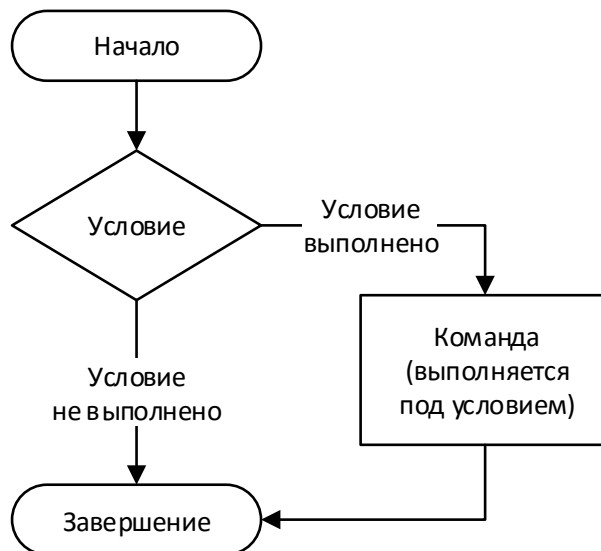 Начало
Условие
Условие
выполнено
Команда
(выполняется
под условием)
Условие
не выполнено
Завершение